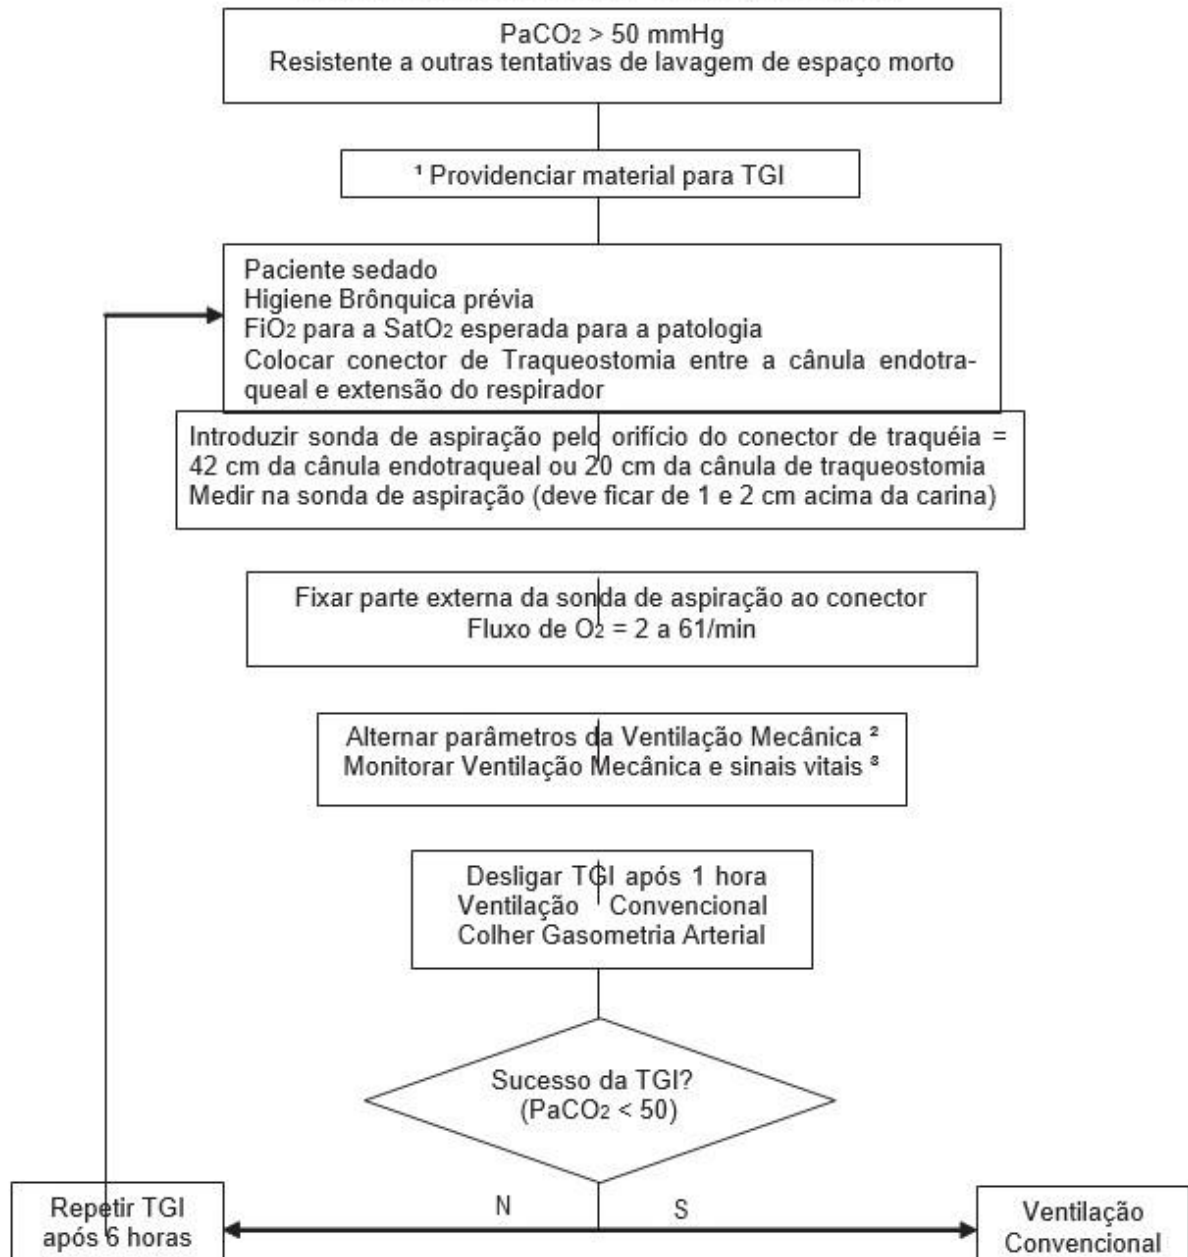 PaCO₂ > 50 mmHg
Resistente a outras tentativas de lavagem de espaço morto
¹ Providenciar material para TGI
Paciente sedado
Higiene Brônquica prévia
FiO₂ para a SatO₂ esperada para a patologia
Colocar conector de Traqueostomia entre a cânula endotra-
queal e extensão do respirador
Introduzir sonda de aspiração pelo orifício do conector de traquéia =
42 cm da cânula endotraqueal ou 20 cm da cânula de traqueostomia
Medir na sonda de aspiração (deve ficar de 1 e 2 cm acima da carina)
Fixar parte externa da sonda de aspiração ao conector
Fluxo de O₂ = 2 a 61/min
Alternar parâmetros da Ventilação Mecânica ²
Monitorar Ventilação Mecânica e sinais vitais ³
Desligar TGI após 1 hora
Ventilação Convencional
Colher Gasometria Arterial
Sucesso da TGI?
(PaCO₂ < 50)
N S
Repetir TGI
após 6 horas
Ventilação
Convencional